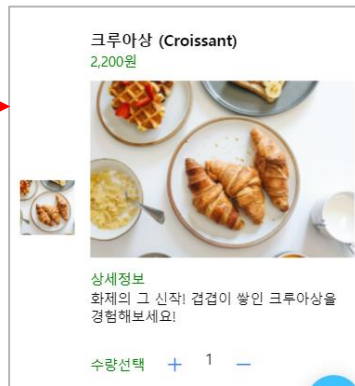 크루아상 (Croissant)
2,200원
상세정보
화제의 그 신작! 겹겹이 쌓인 크루아상을
경험해보세요!
수량선택 + 1 −